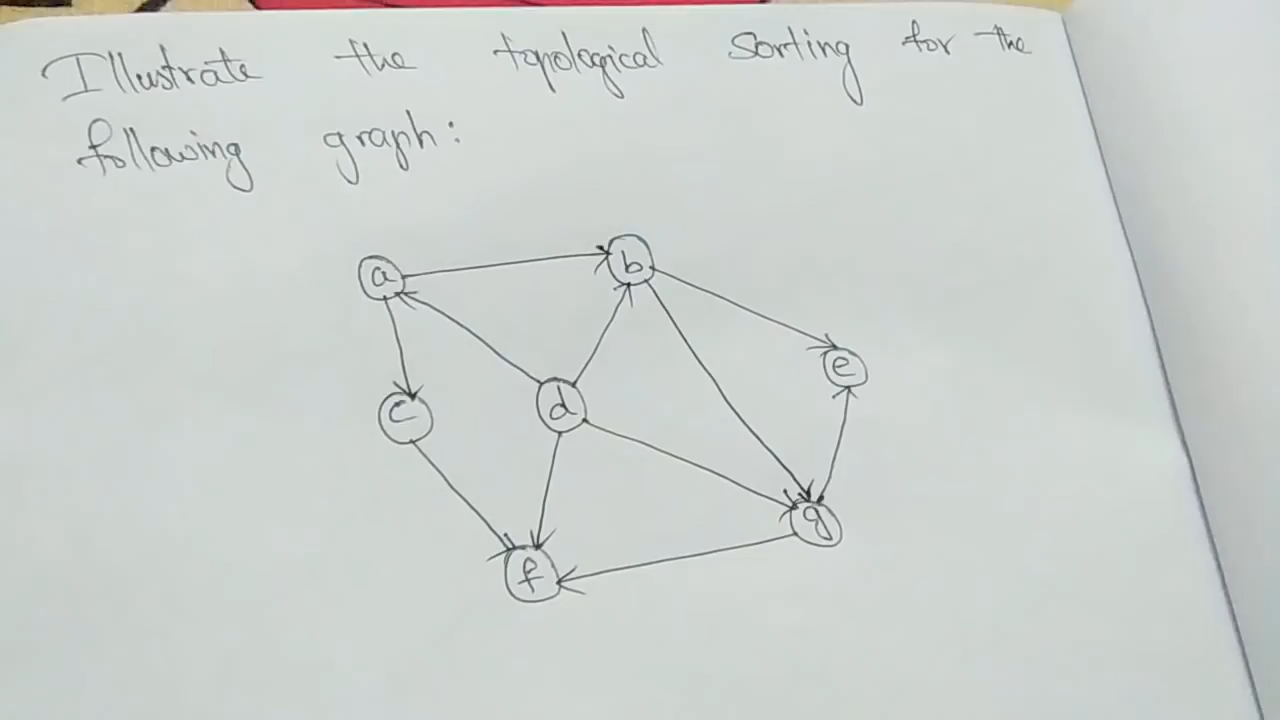 Illustrate the topological sorting for the
following graph:
a
b
e
c
d
g
f